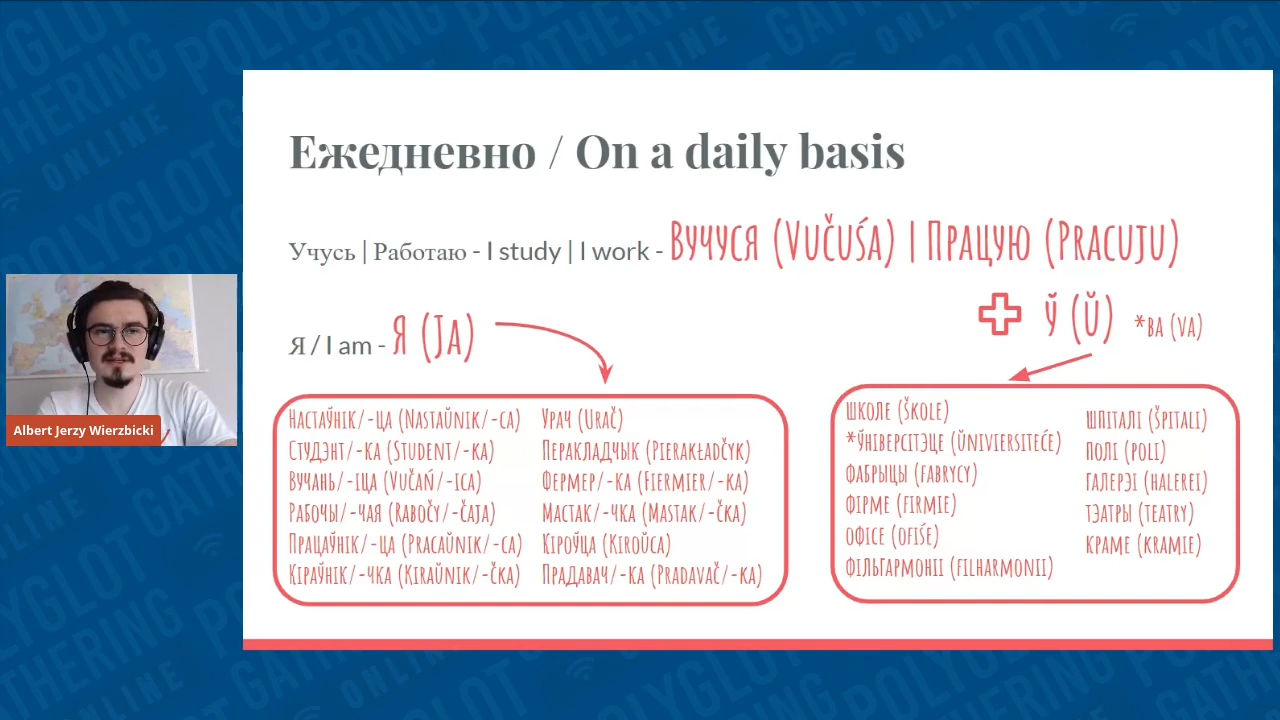 Ежедневно / On a daily basis
Учусь | Работаю - I study | I work - Вучуся (Vučuśa) | Працую (Pracuju)
Я / I am - Я (Ja)
Ў (Ŭ) *ва (va)
Настаўнік/-ца (Nastaŭnik/-ca)
Студэнт/-ка (Student/-ka)
Вучань/-іца (Vučań/-ica)
Рабочы/-чая (Rabočy/-čaja)
Працаўнік/-ца (Pracaŭnik/-ca)
Кіраўнік/-чка (Kiraŭnik/-čka)
Урач (Urač)
Перакладчык (Pierakładčyk)
Фермер/-ка (Fiermier/-ka)
Мастак/-чка (Mastak/-čka)
Кіроўца (Kiroŭca)
Прадавач/-ка (Pradavač/-ka)
школе (škole)
*ўніверсітэце (ŭniviersiteće)
фабрыцы (fabrycy)
фірме (firmie)
офісе (ofiśe)
фільгармоніі (filharmonii)
шпіталі (špitali)
полі (poli)
галерэі (halerei)
тэатры (teatry)
краме (kramie)
Albert Jerzy Wierzbicki
POLYGLOT
GATHERING
ONLINE